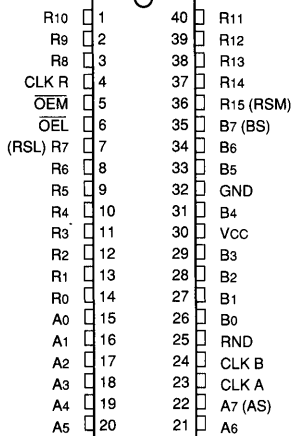 R10 1 40 R11
R9 2 39 R12
R8 3 38 R13
CLK R 4 37 R14
OEM 5 36 R15 (RSM)
OEL 6 35 B7 (BS)
(RSL) R7 7 34 B6
R6 8 33 B5
R5 9 32 GND
R4 10 31 B4
R3 11 30 VCC
R2 12 29 B3
R1 13 28 B2
R0 14 27 B1
A0 15 26 B0
A1 16 25 RND
A2 17 24 CLK B
A3 18 23 CLK A
A4 19 22 A7 (AS)
A5 20 21 A6